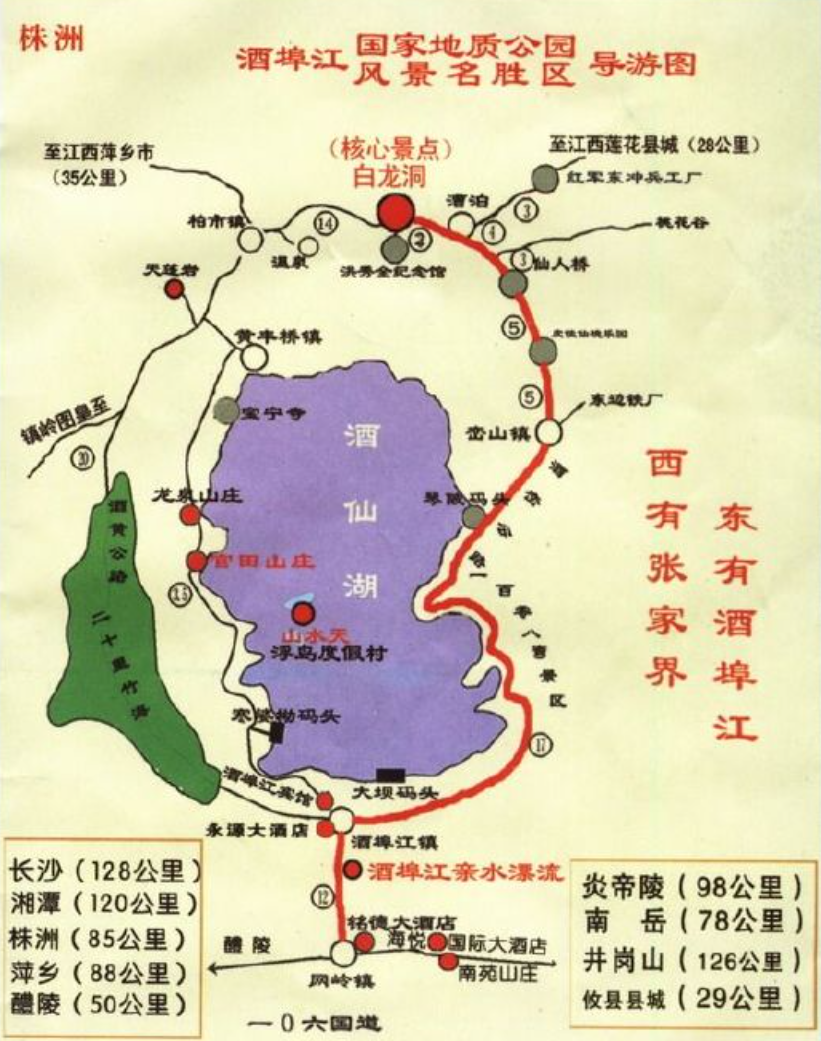 株洲
酒埠江 国家地质公园
风景名胜区 导游图
至江西萍乡市
(35公里)
(核心景点)
白龙洞
至江西莲花县城 (28公里)
红军东冲兵工厂
漕泊
③
④
桃花谷
柏市镇
⑭
温泉
②
洪秀全纪念馆
③
仙人桥
天蓬岩
⑤
黄丰桥镇
宝宁寺
⑤
东边铁厂
峦山镇
镇岭图皇至
⑳
酒黄公路
二十里竹海
龙泉山庄
官田山庄
酒仙湖
琴陂码头
山水天
浮岛度假村
景区
⑰
寒婆坳码头
酒埠江宾馆
大坝码头
永源大酒店
酒埠江镇
酒埠江亲水漂流
⑫
铭德大酒店
海悦国际大酒店
南苑山庄
醴陵
网岭镇
一0六国道
西有张家界
东有酒埠江
长沙 (128公里)
湘潭 (120公里)
株洲 (85公里)
萍乡 (88公里)
醴陵 (50公里)
炎帝陵 (98公里)
南岳 (78公里)
井岗山 (126公里)
攸县县城 (29公里)